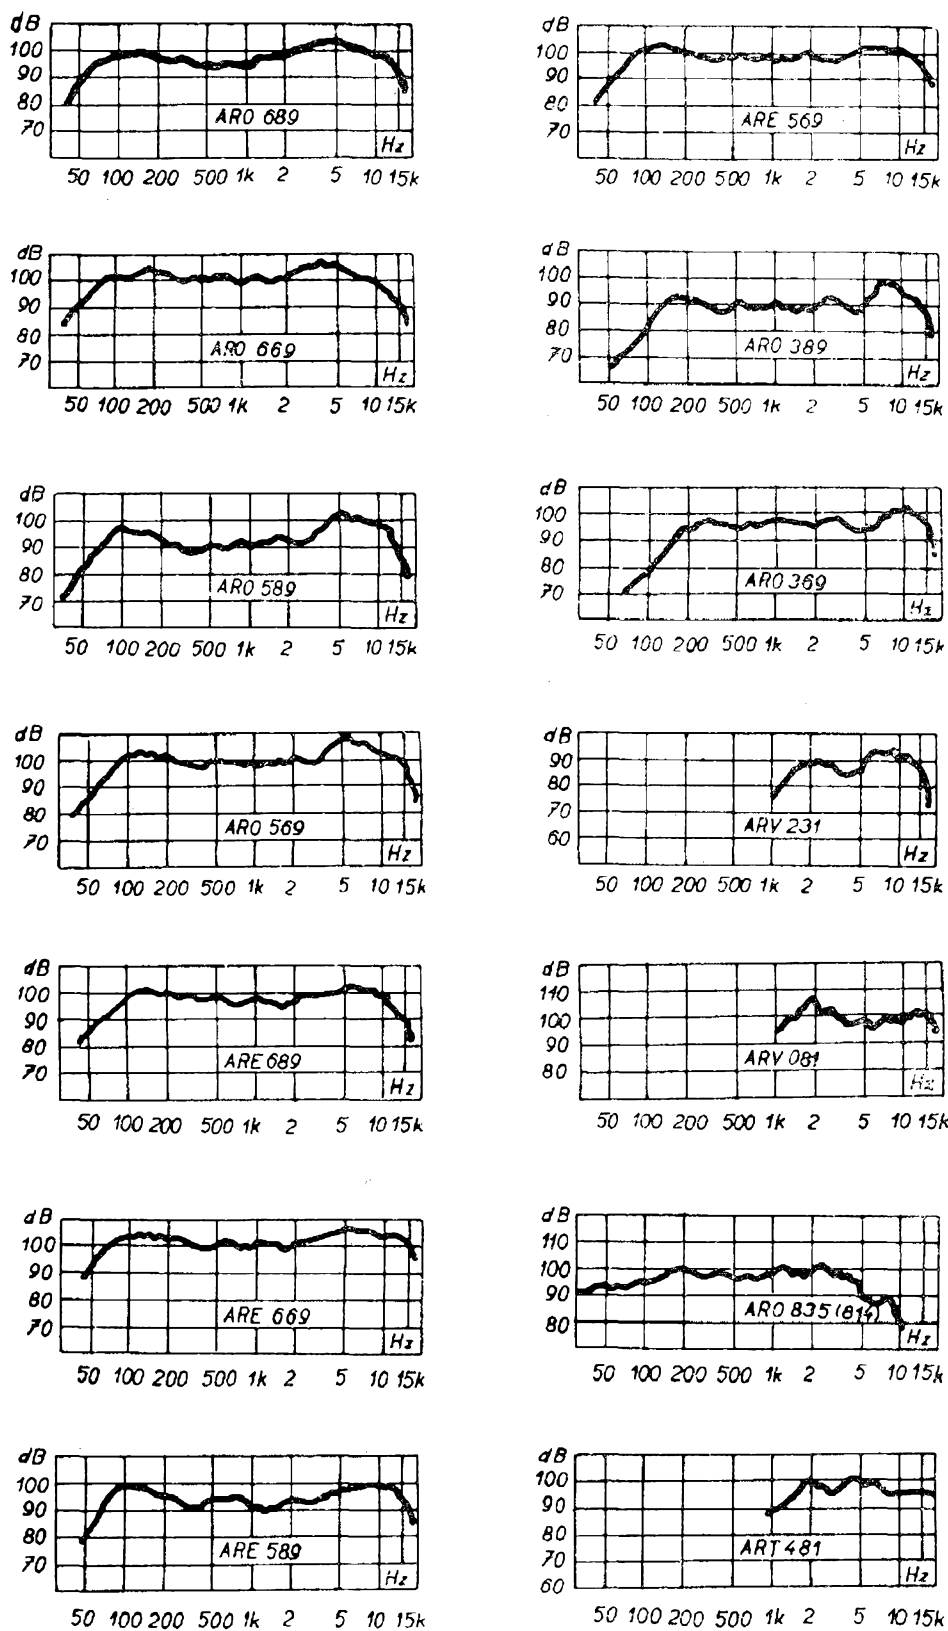 dB
100
90
80
70
ARO 689
Hz
50 100 200 500 1k 2 5 10 15k
dB
100
90
80
70
ARE 569
Hz
50 100 200 500 1k 2 5 10 15k
dB
100
90
80
70
ARO 669
Hz
50 100 200 500 1k 2 5 10 15k
dB
100
90
80
70
ARO 389
Hz
50 100 200 500 1k 2 5 10 15k
dB
100
90
80
70
ARO 589
Hz
50 100 200 500 1k 2 5 10 15k
dB
100
90
80
70
ARO 369
Hz
50 100 200 500 1k 2 5 10 15k
dB
100
90
80
70
ARO 569
Hz
50 100 200 500 1k 2 5 10 15k
dB
90
80
70
60
ARV 231
Hz
50 100 200 500 1k 2 5 10 15k
dB
100
90
80
70
ARE 689
Hz
50 100 200 500 1k 2 5 10 15k
dB
110
100
90
80
ARV 081
Hz
50 100 200 500 1k 2 5 10 15k
dB
100
90
80
70
ARE 669
Hz
50 100 200 500 1k 2 5 10 15k
dB
110
100
90
80
ARO 835 (814)
Hz
50 100 200 500 1k 2 5 10 15k
dB
100
90
80
70
ARE 589
Hz
50 100 200 500 1k 2 5 10 15k
dB
100
90
80
70
60
ART 481
Hz
50 100 200 500 1k 2 5 10 15k